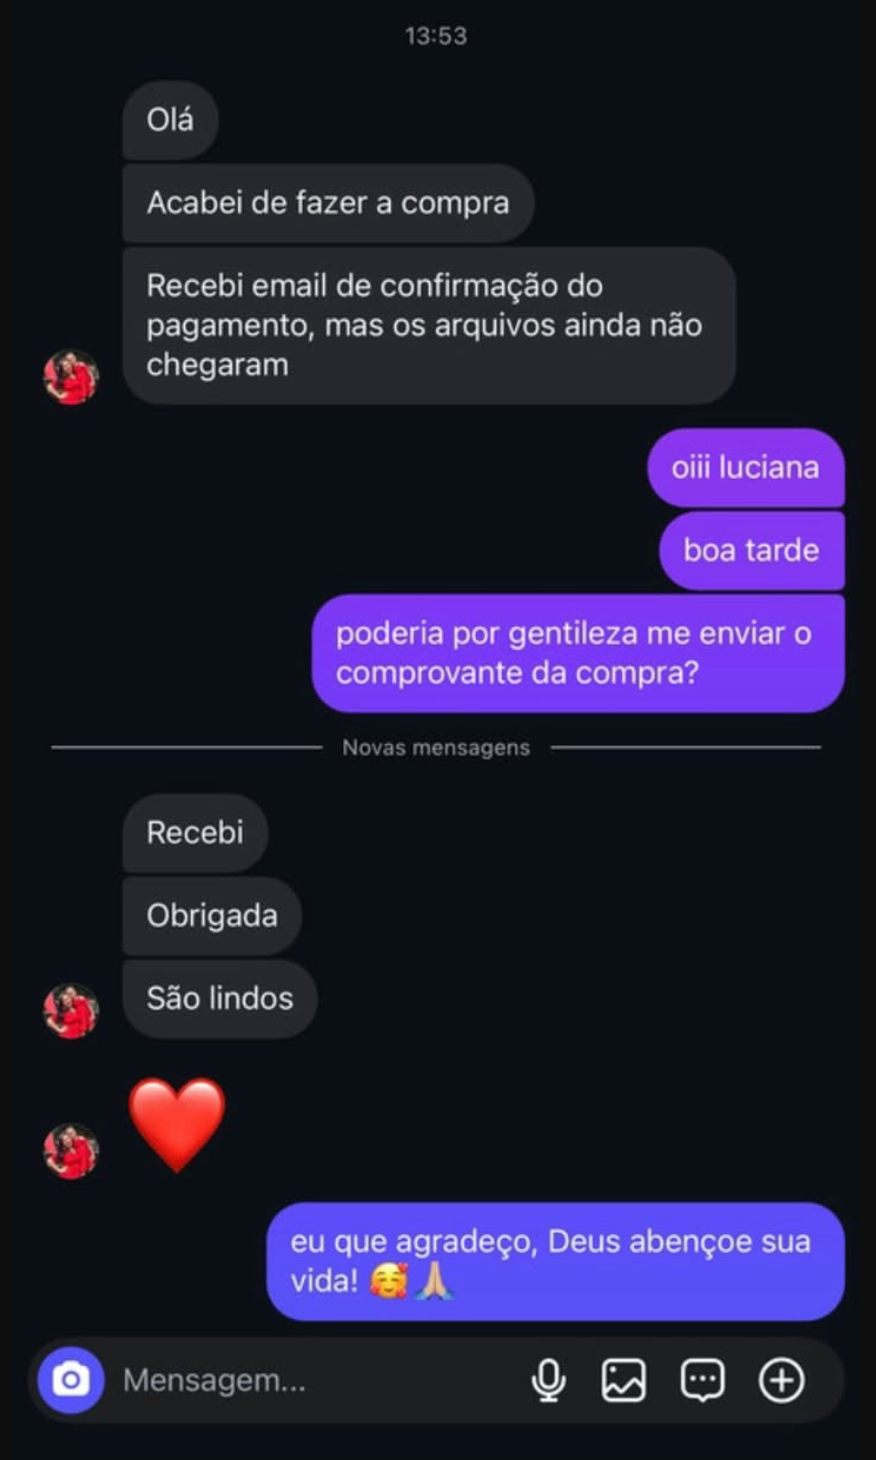 13:53
Olá
Acabei de fazer a compra
Recebi email de confirmação do
pagamento, mas os arquivos ainda não
chegaram
oiii luciana
boa tarde
poderia por gentileza me enviar o
comprovante da compra?
Novas mensagens
Recebi
Obrigada
São lindos
❤️
eu que agradeço, Deus abençoe sua
vida! 🥰🙏🏼
Mensagem...